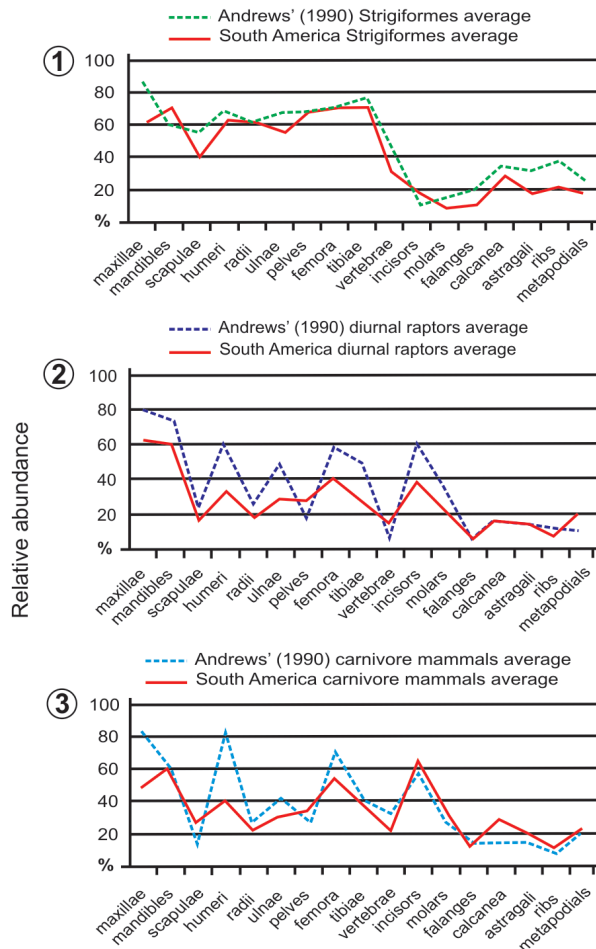 Andrews' (1990) Strigiformes average
South America Strigiformes average
1
100
80
60
40
20
%
maxillae
mandibles
scapulae
humeri
radii
ulnae
pelves
femora
tibiae
vertebrae
incisors
molars
falanges
calcanea
astragali
ribs
metapodials
Relative abundance
Andrews' (1990) diurnal raptors average
South America diurnal raptors average
2
100
80
60
40
20
%
maxillae
mandibles
scapulae
humeri
radii
ulnae
pelves
femora
tibiae
vertebrae
incisors
molars
falanges
calcanea
astragali
ribs
metapodials
Andrews' (1990) carnivore mammals average
South America carnivore mammals average
3
100
80
60
40
20
%
maxillae
mandibles
scapulae
humeri
radii
ulnae
pelves
femora
tibiae
vertebrae
incisors
molars
falanges
calcanea
astragali
ribs
metapodials